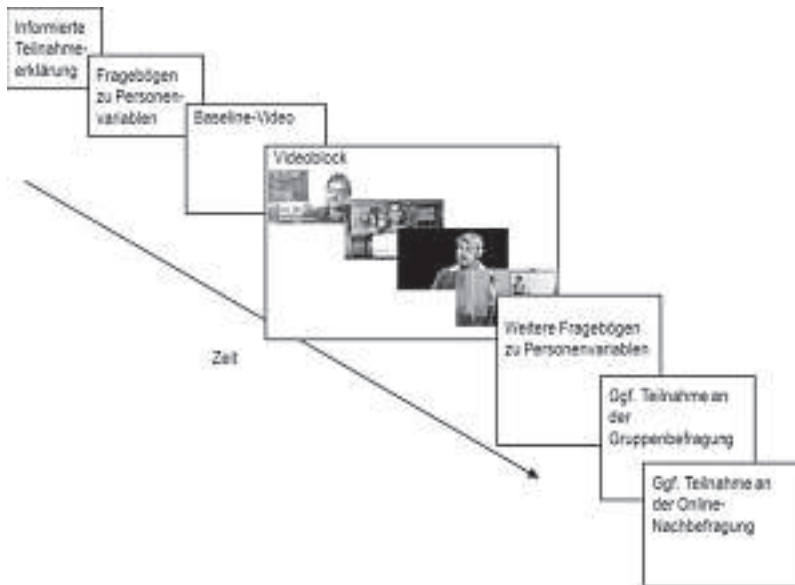 Informierte
Teilnahme-
erklärung
Fragebögen
zu Personen-
variablen
Baseline-Video
Videoblock
Zeit
Weitere Fragebögen
zu Personenvariablen
Ggf. Teilnahme an
der
Gruppenbefragung
Ggf. Teilnahme an
der Online-
Nachbefragung